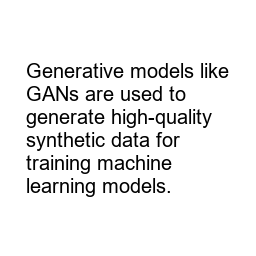 Generative models like
GANs are used to
generate high-quality
synthetic data for
training machine
learning models.